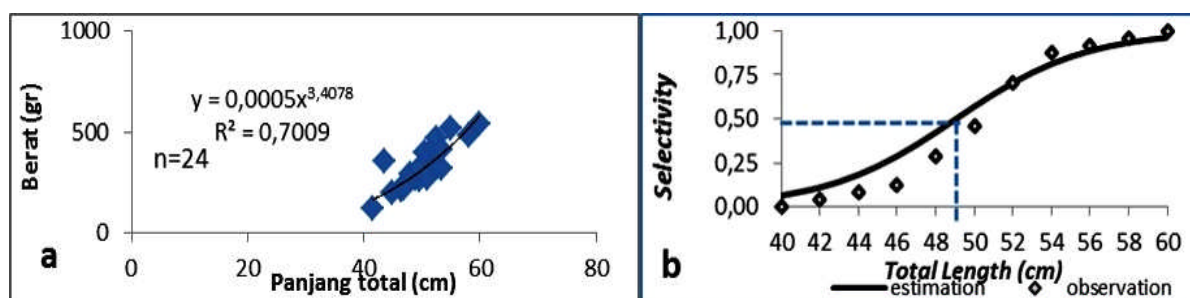 1000
500
0
Berat (gr)
y = 0,0005x^3,4078
R² = 0,7009
n=24
a
0 20 40 60 80
Panjang total (cm)
1,00
0,75
0,50
0,25
0,00
Selectivity
40 42 44 46 48 50 52 54 56 58 60
b
Total Length (cm)
estimation observation